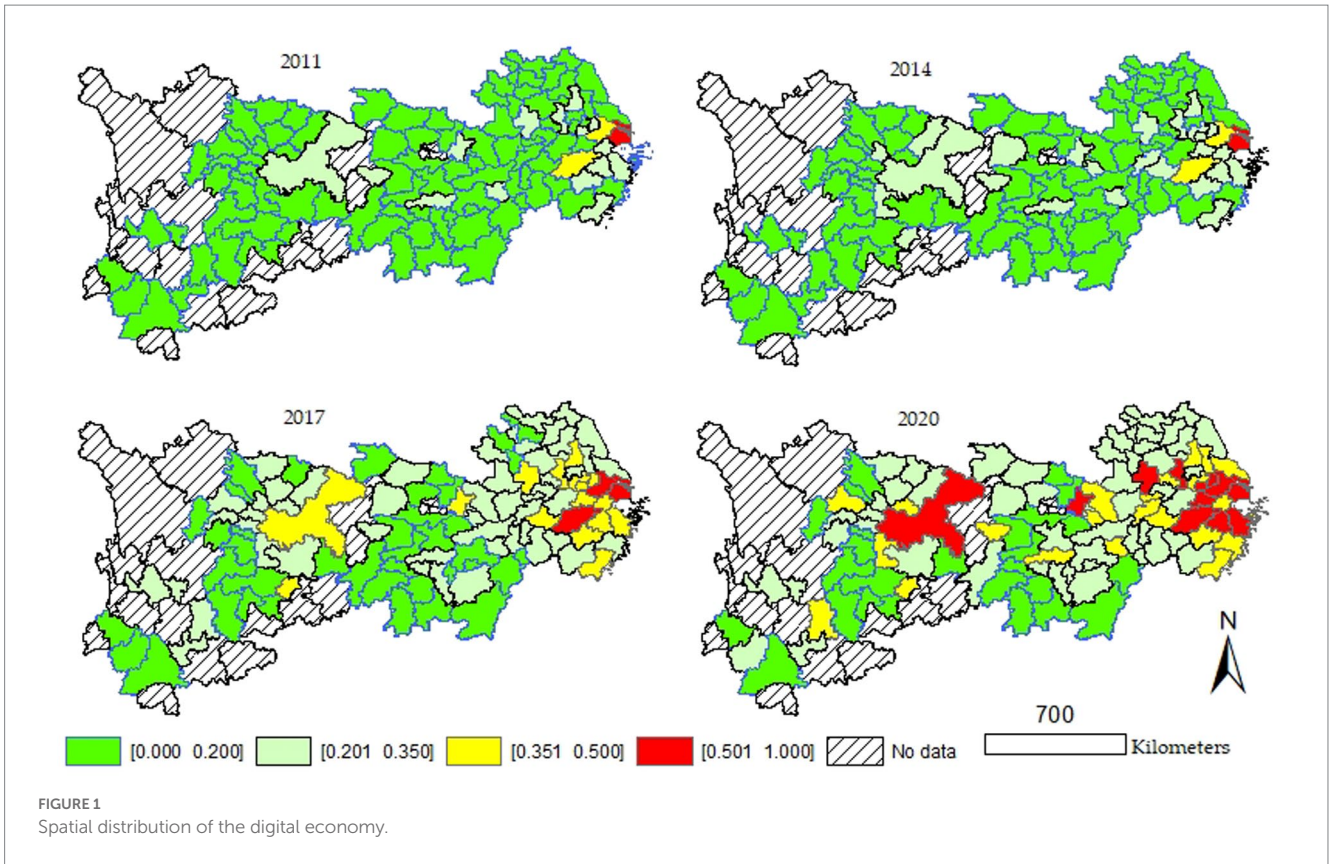 2011
2014
2017
2020
N
700
Kilometers
[0.000 0.200]
[0.201 0.350]
[0.351 0.500]
[0.501 1.000]
No data
FIGURE 1
Spatial distribution of the digital economy.